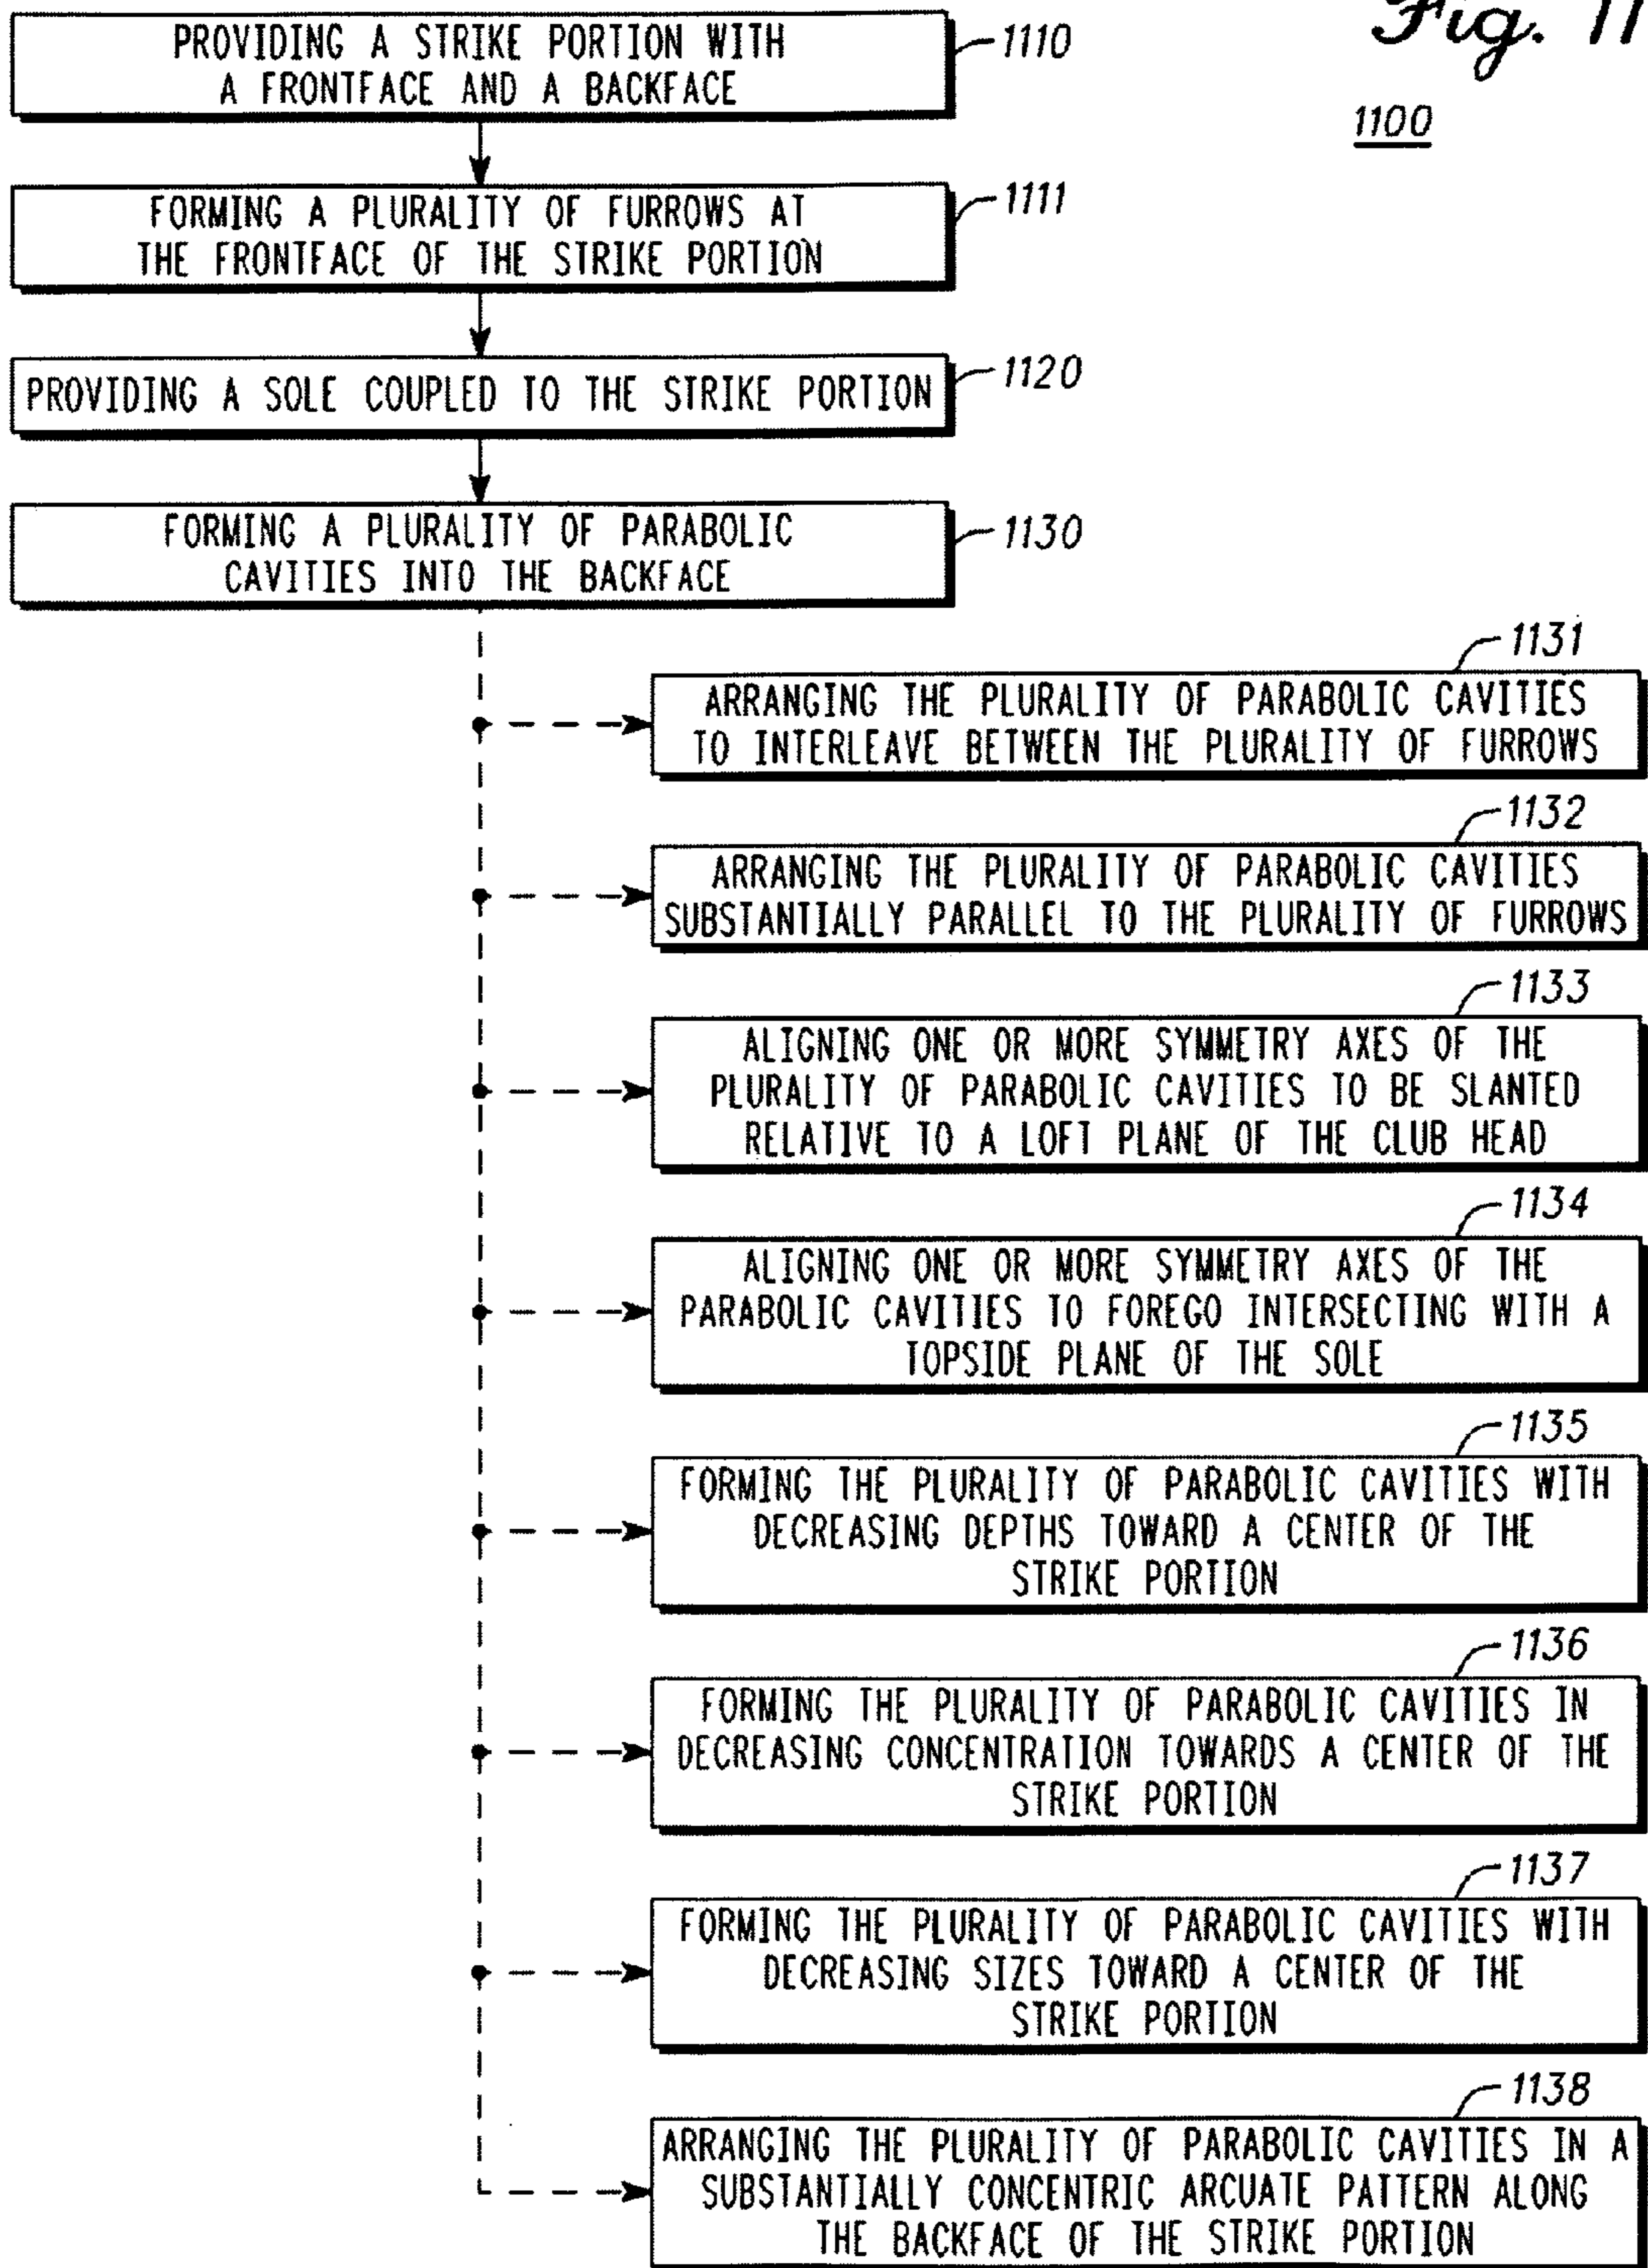 Fig. 11
1100
PROVIDING A STRIKE PORTION WITH
A FRONTFACE AND A BACKFACE
1110
FORMING A PLURALITY OF FURROWS AT
THE FRONTFACE OF THE STRIKE PORTION
1111
PROVIDING A SOLE COUPLED TO THE STRIKE PORTION
1120
FORMING A PLURALITY OF PARABOLIC
CAVITIES INTO THE BACKFACE
1130
1131
ARRANGING THE PLURALITY OF PARABOLIC CAVITIES
TO INTERLEAVE BETWEEN THE PLURALITY OF FURROWS
1132
ARRANGING THE PLURALITY OF PARABOLIC CAVITIES
SUBSTANTIALLY PARALLEL TO THE PLURALITY OF FURROWS
1133
ALIGNING ONE OR MORE SYMMETRY AXES OF THE
PLURALITY OF PARABOLIC CAVITIES TO BE SLANTED
RELATIVE TO A LOFT PLANE OF THE CLUB HEAD
1134
ALIGNING ONE OR MORE SYMMETRY AXES OF THE
PARABOLIC CAVITIES TO FOREGO INTERSECTING WITH A
TOPSIDE PLANE OF THE SOLE
1135
FORMING THE PLURALITY OF PARABOLIC CAVITIES WITH
DECREASING DEPTHS TOWARD A CENTER OF THE
STRIKE PORTION
1136
FORMING THE PLURALITY OF PARABOLIC CAVITIES IN
DECREASING CONCENTRATION TOWARDS A CENTER OF THE
STRIKE PORTION
1137
FORMING THE PLURALITY OF PARABOLIC CAVITIES WITH
DECREASING SIZES TOWARD A CENTER OF THE
STRIKE PORTION
1138
ARRANGING THE PLURALITY OF PARABOLIC CAVITIES IN A
SUBSTANTIALLY CONCENTRIC ARCUATE PATTERN ALONG
THE BACKFACE OF THE STRIKE PORTION